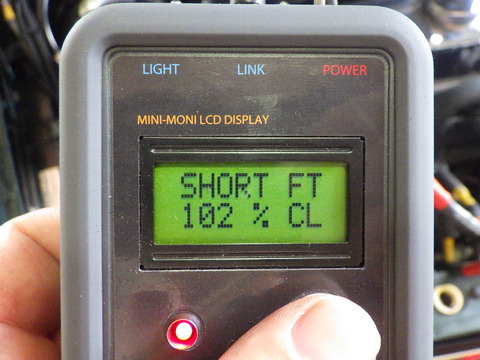 LIGHT LINK POWER
MINI-MONI LCD DISPLAY
SHORT FT
102 % CL